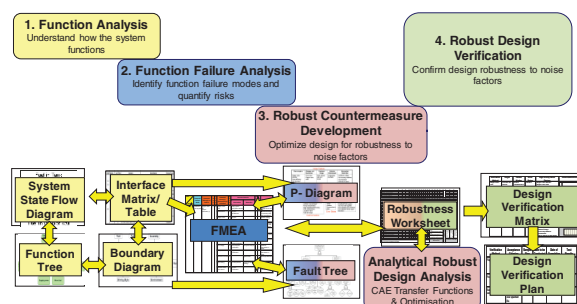 1. Function Analysis
Understand how the system
functions
2. Function Failure Analysis
Identify function failure modes and
quantify risks
3. Robust Countermeasure
Development
Optimize design for robustness to
noise factors
4. Robust Design
Verification
Confirm design robustness to noise
factors
System
State Flow
Diagram
Interface
Matrix/
Table
Function
Tree
Boundary
Diagram
FMEA
P- Diagram
Fault Tree
Robustness
Worksheet
Analytical Robust
Design Analysis
CAE Transfer Functions
& Optimisation
Design
Verification
Matrix
Design
Verification
Plan